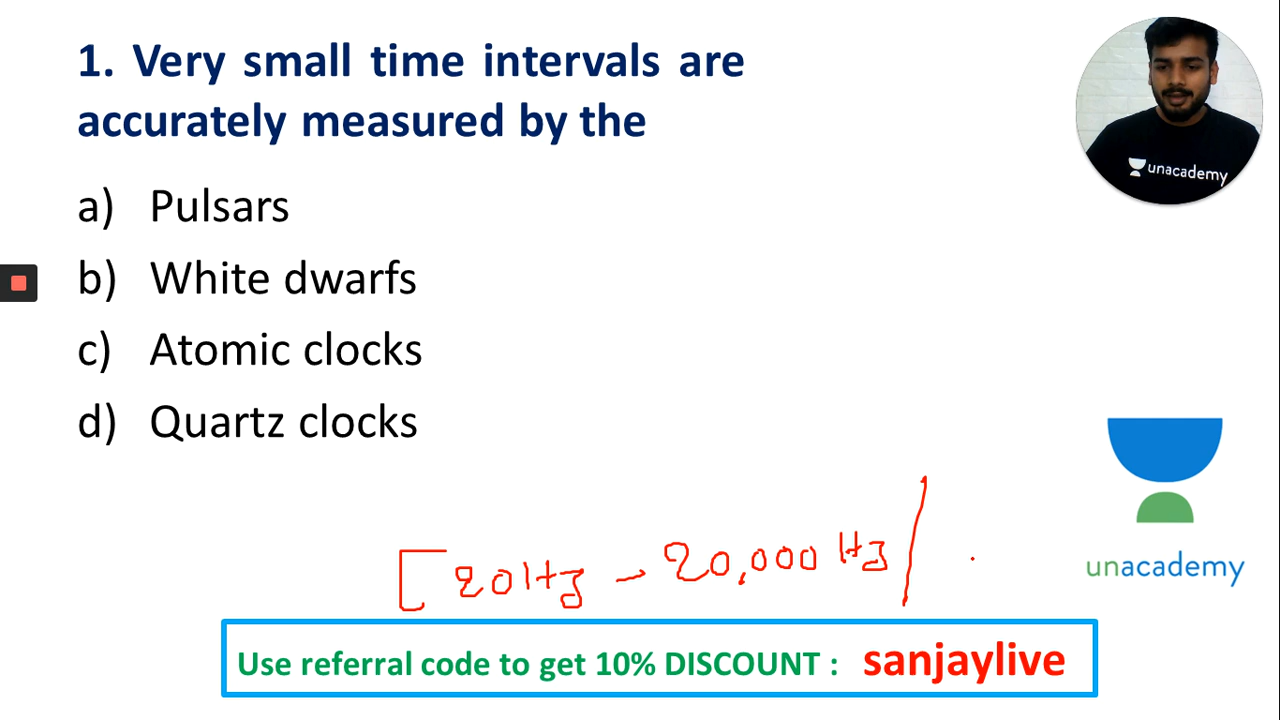 1. Very small time intervals are
accurately measured by the
a) Pulsars
b) White dwarfs
c) Atomic clocks
d) Quartz clocks
20Hz - 20,000 Hz
Use referral code to get 10% DISCOUNT : sanjaylive
unacademy
unacademy